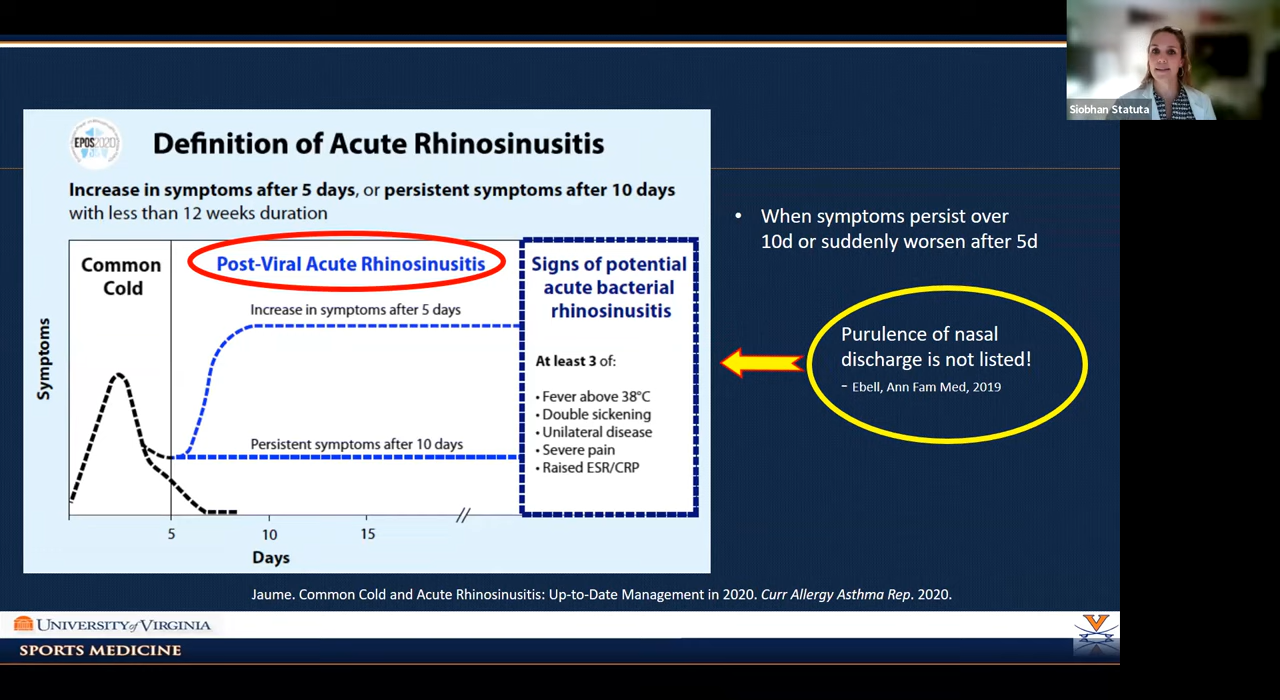 Siobhan Statuta
EPOS2020
Definition of Acute Rhinosinusitis
Increase in symptoms after 5 days, or persistent symptoms after 10 days
with less than 12 weeks duration
Common
Cold
Post-Viral Acute Rhinosinusitis
Increase in symptoms after 5 days
Persistent symptoms after 10 days
Symptoms
5
10
15
Days
Signs of potential
acute bacterial
rhinosinusitis
At least 3 of:
• Fever above 38°C
• Double sickening
• Unilateral disease
• Severe pain
• Raised ESR/CRP
• When symptoms persist over
10d or suddenly worsen after 5d
Purulence of nasal
discharge is not listed!
- Ebell, Ann Fam Med, 2019
Jaume. Common Cold and Acute Rhinosinusitis: Up-to-Date Management in 2020. Curr Allergy Asthma Rep. 2020.
UNIVERSITY of VIRGINIA
SPORTS MEDICINE